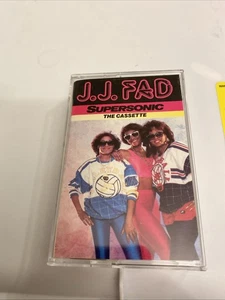 J.J. FAD
SUPERSONIC
THE CASSETTE